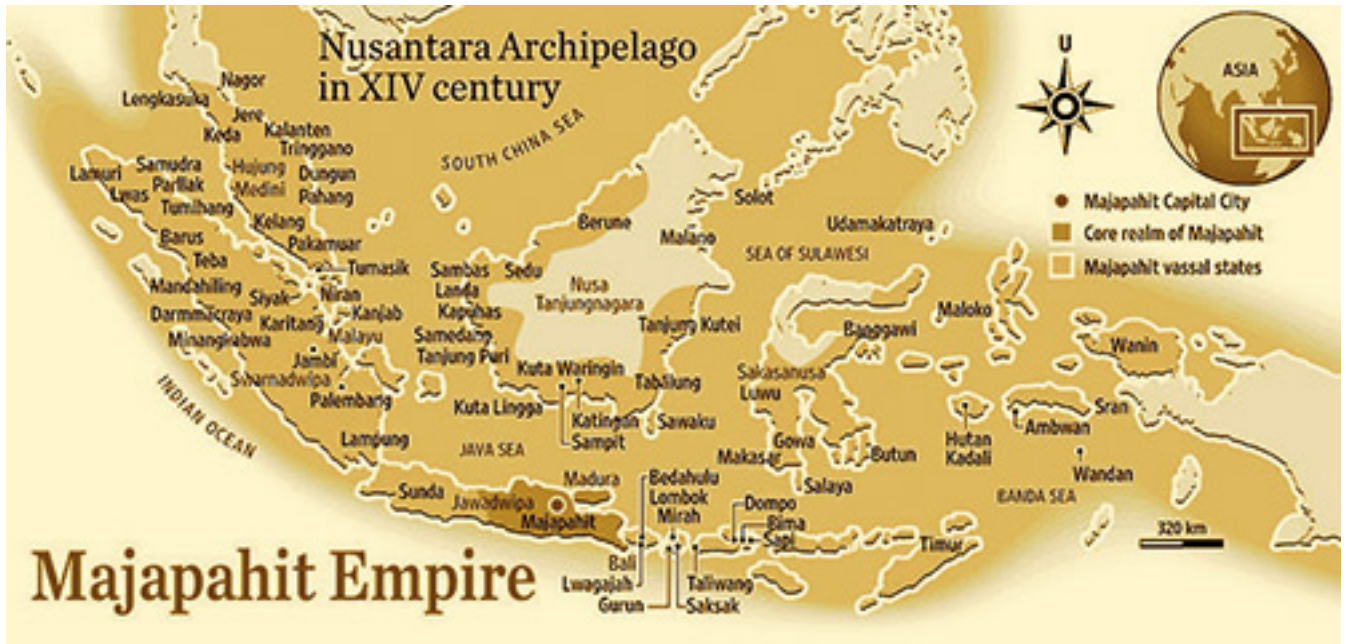 Nusantara Archipelago
in XIV century
U
ASIA
Majapahit Capital City
Core realm of Majapahit
Majapahit vassal states
SOUTH CHINA SEA
Nagor
Lengkasuka
Jere
Keda
Kalanten
Tringgano
Hujung
Medini
Dungun
Pahang
Kelang
Pakamuar
Tumasik
Lamuri
Samudra
Lwas
Parllak
Tumihang
Barus
Teba
Mandahilling
Siyak
Niran
Kanjab
Darmmacraya
Karitang
Malayu
Minangkabwa
Jambi
Swarnadwipa
Palembang
Lampung
INDIAN OCEAN
Berune
Sambas
Sedu
Landa
Kapuhas
Samedang
Tanjung Puri
Nusa
Tanjungnagara
Malano
Solot
Tanjung Kutei
Kuta Waringin
Tabalung
Kuta Lingga
Katingan
Sampit
Sawaku
JAVA SEA
SEA OF SULAWESI
Udamakatraya
Maloko
Banggawi
Sakasanusa
Luwu
Gowa
Makasar
Butun
Salaya
Wanin
Sran
Hutan
Kadali
Ambwan
Wandan
BANDA SEA
Sunda
Jawadwipa
Madura
Majapahit
Bedahulu
Lombok
Mirah
Dompo
Bima
Sapi
Timur
Bali
Lwagajah
Gurun
Taliwang
Saksak
320 km
Majapahit Empire